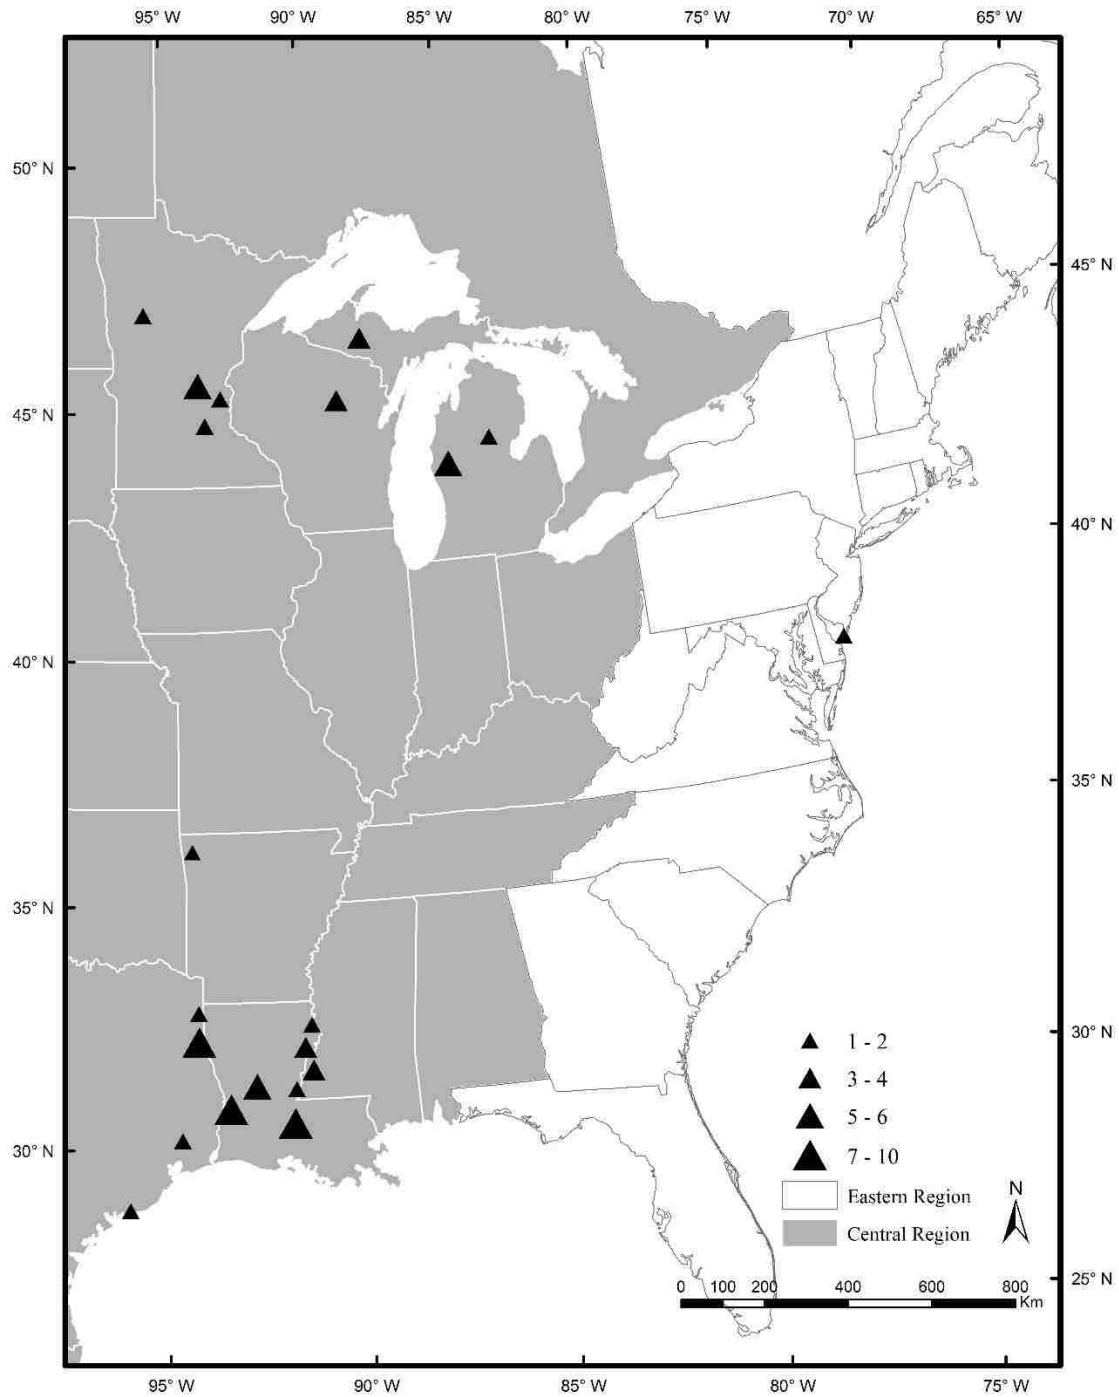 95° W 90° W 85° W 80° W 75° W 70° W 65° W
50° N
45° N
45° N
40° N
40° N
35° N
35° N
30° N
30° N
25° N
1 - 2
3 - 4
5 - 6
7 - 10
Eastern Region
Central Region
N
0 100 200 400 600 800
Km
95° W 90° W 85° W 80° W 75° W